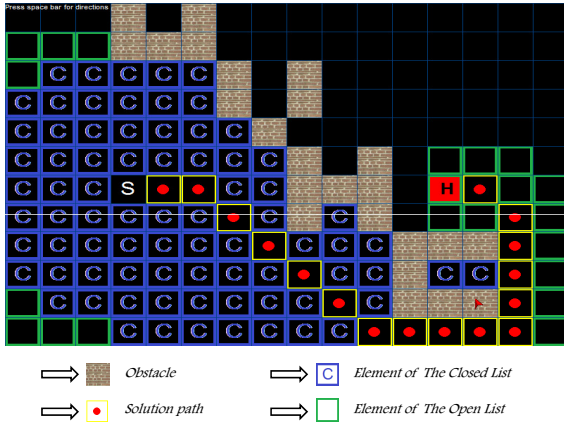 Press space bar for directions
C C C C C
C C C C C C
C C C C C C C
C C C C C C C C
C C C S C C H
C C C C C C C C
C C C C C C C C C C
C C C C C C C C C C C C
C C C C C C C C C
C C C C C C C
Obstacle
C Element of The Closed List
Solution path
Element of The Open List